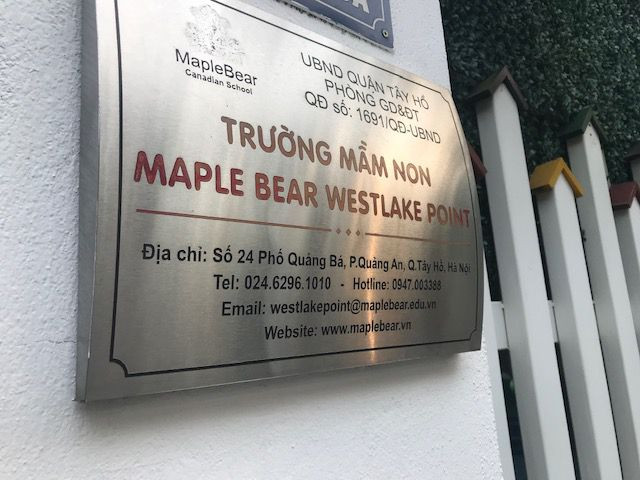 MapleBear
Canadian School
UBND QUẬN TÂY HỒ
PHÒNG GD&ĐT
QĐ số: 1691/QĐ-UBND
TRƯỜNG MẦM NON
MAPLE BEAR WESTLAKE POINT
Địa chỉ: Số 24 Phố Quảng Bá, P.Quảng An, Q.Tây Hồ, Hà Nội
Tel: 024.6296.1010 - Hotline: 0947.003388
Email: westlakepoint@maplebear.edu.vn
Website: www.maplebear.vn